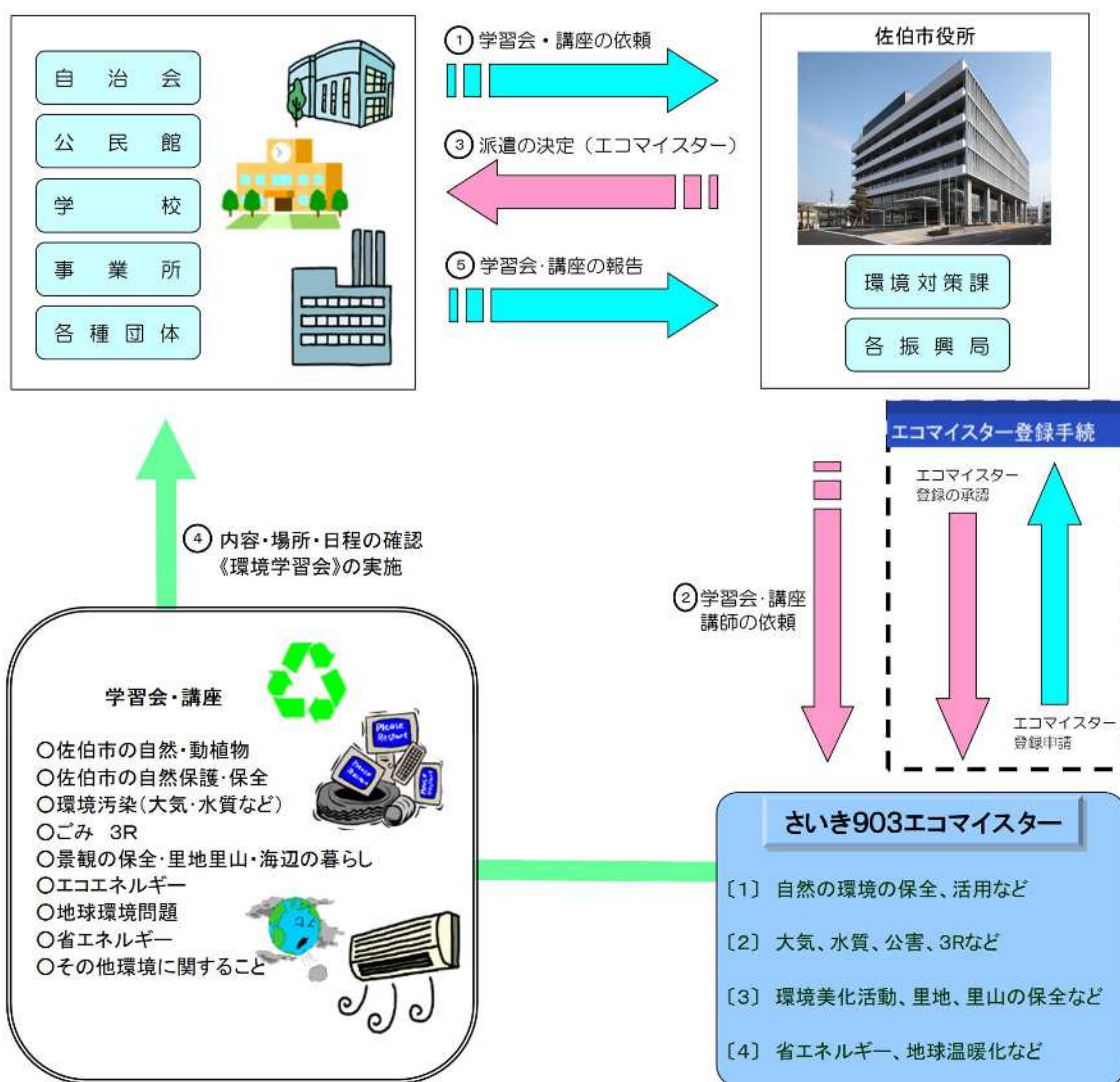 自治会
公民館
学校
事業所
各種団体
① 学習会・講座の依頼
③ 派遣の決定（エコマイスター）
⑤ 学習会・講座の報告
佐伯市役所
環境対策課
各振興局
エコマイスター登録手続
エコマイスター
登録の承認
エコマイスター
登録申請
② 学習会・講座
講師の依頼
④ 内容・場所・日程の確認
《環境学習会》の実施
学習会・講座
○佐伯市の自然・動植物
○佐伯市の自然保護・保全
○環境汚染（大気・水質など）
○ごみ 3R
○景観の保全・里地里山・海辺の暮らし
○エコエネルギー
○地球環境問題
○省エネルギー
○その他環境に関すること
Please
Restart
さいき903エコマイスター
〔1〕 自然の環境の保全、活用など
〔2〕 大気、水質、公害、3Rなど
〔3〕 環境美化活動、里地、里山の保全など
〔4〕 省エネルギー、地球温暖化など